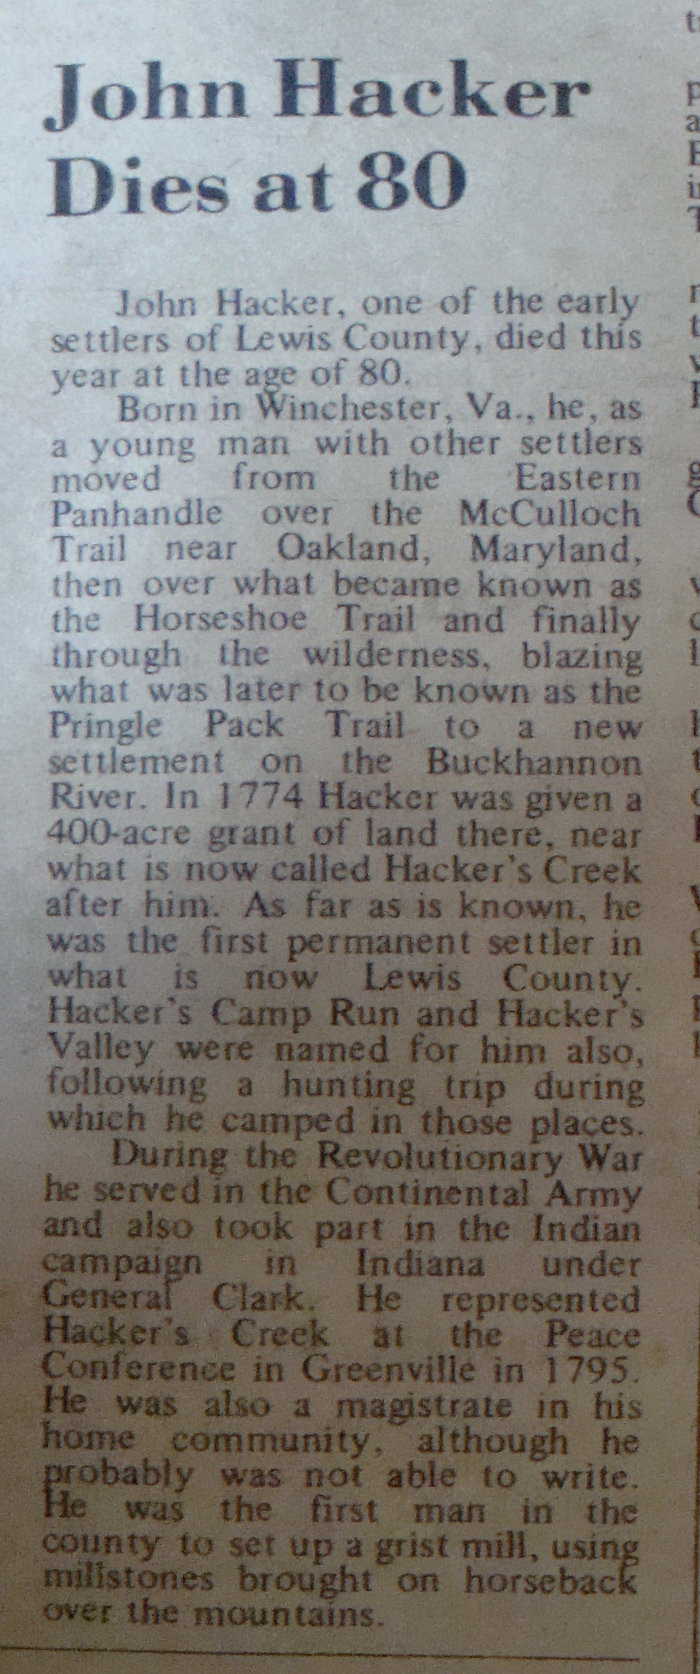 John Hacker
Dies at 80
John Hacker, one of the early
settlers of Lewis County, died this
year at the age of 80.
Born in Winchester, Va., he, as
a young man with other settlers
moved from the Eastern
Panhandle over the McCulloch
Trail near Oakland, Maryland,
then over what became known as
the Horseshoe Trail and finally
through the wilderness, blazing
what was later to be known as the
Pringle Pack Trail to a new
settlement on the Buckhannon
River. In 1774 Hacker was given a
400-acre grant of land there, near
what is now called Hacker's Creek
after him. As far as is known, he
was the first permanent settler in
what is now Lewis County.
Hacker's Camp Run and Hacker's
Valley were named for him also,
following a hunting trip during
which he camped in those places.
During the Revolutionary War
he served in the Continental Army
and also took part in the Indian
campaign in Indiana under
General Clark. He represented
Hacker's Creek at the Peace
Conference in Greenville in 1795.
He was also a magistrate in his
home community, although he
probably was not able to write.
He was the first man in the
county to set up a grist mill, using
millstones brought on horseback
over the mountains.